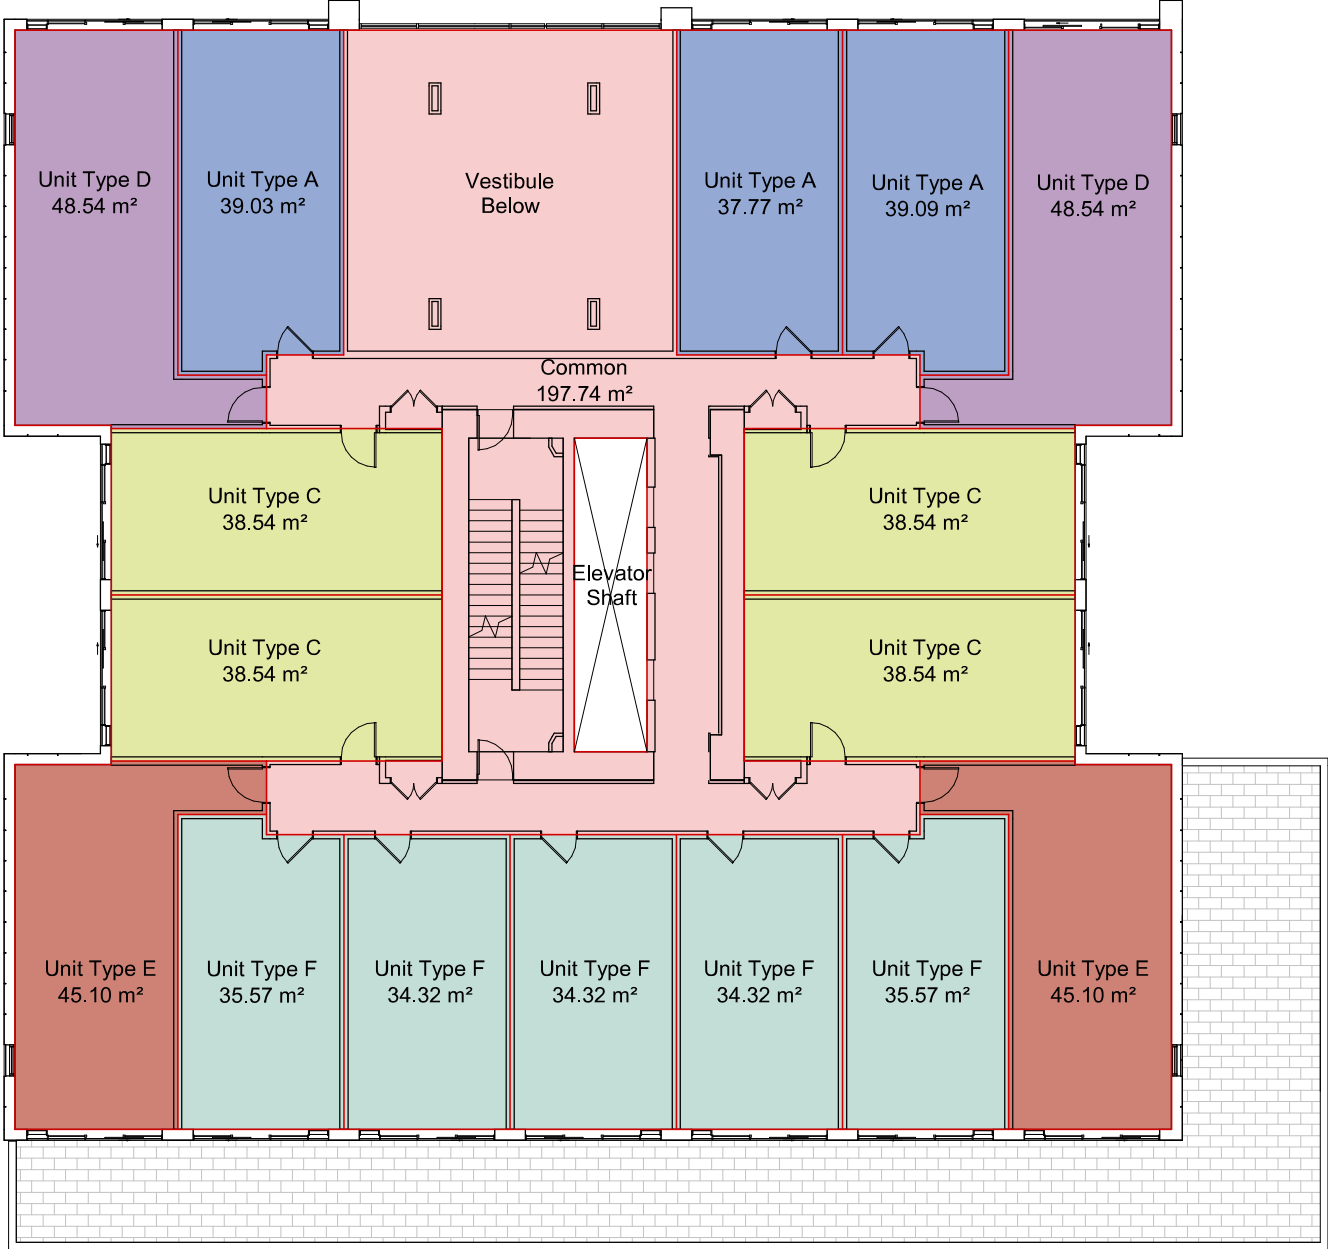 Unit Type D
48.54 m²
Unit Type A
39.03 m²
Vestibule
Below
Unit Type A
37.77 m²
Unit Type A
39.09 m²
Unit Type D
48.54 m²
Common
197.74 m²
Unit Type C
38.54 m²
Unit Type C
38.54 m²
Elevator
Shaft
Unit Type C
38.54 m²
Unit Type C
38.54 m²
Unit Type E
45.10 m²
Unit Type F
35.57 m²
Unit Type F
34.32 m²
Unit Type F
34.32 m²
Unit Type F
34.32 m²
Unit Type F
35.57 m²
Unit Type E
45.10 m²